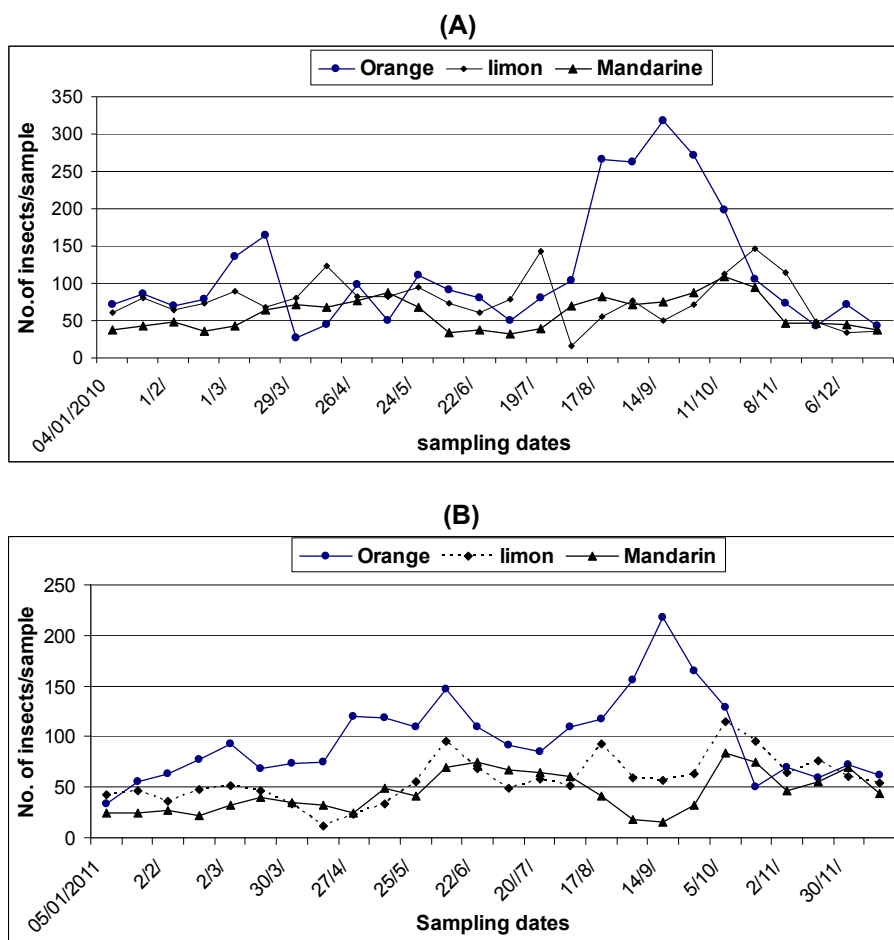 (A)
Orange limon Mandarine
350
300
250
200
150
100
50
0
No.of insects/sample
04/01/2010 1/2/ 1/3/ 29/3/ 26/4/ 24/5/ 22/6/ 19/7/ 17/8/ 14/9/ 11/10/ 8/11/ 6/12/
sampling dates
(B)
Orange limon Mandarin
250
200
150
100
50
0
No. of insects/sample
05/01/2011 2/2/ 2/3/ 30/3/ 27/4/ 25/5/ 22/6/ 20/7/ 17/8/ 14/9/ 5/10/ 2/11/ 30/11/
Sampling dates